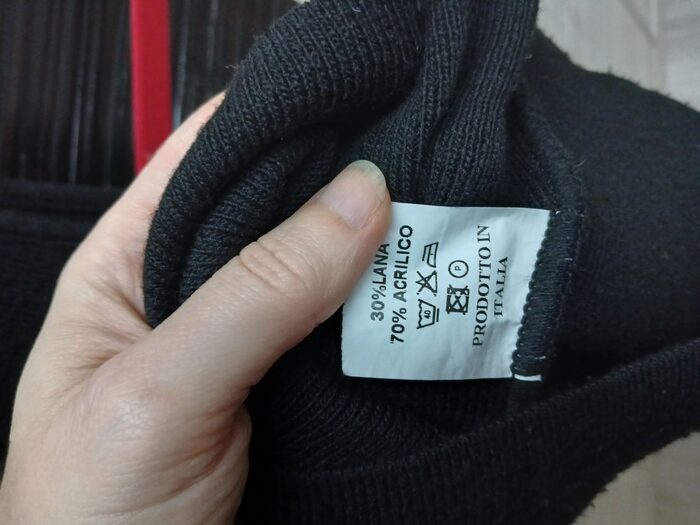 30%LANA
70% ACRILICO
40
P
PRODOTTO IN
ITALIA